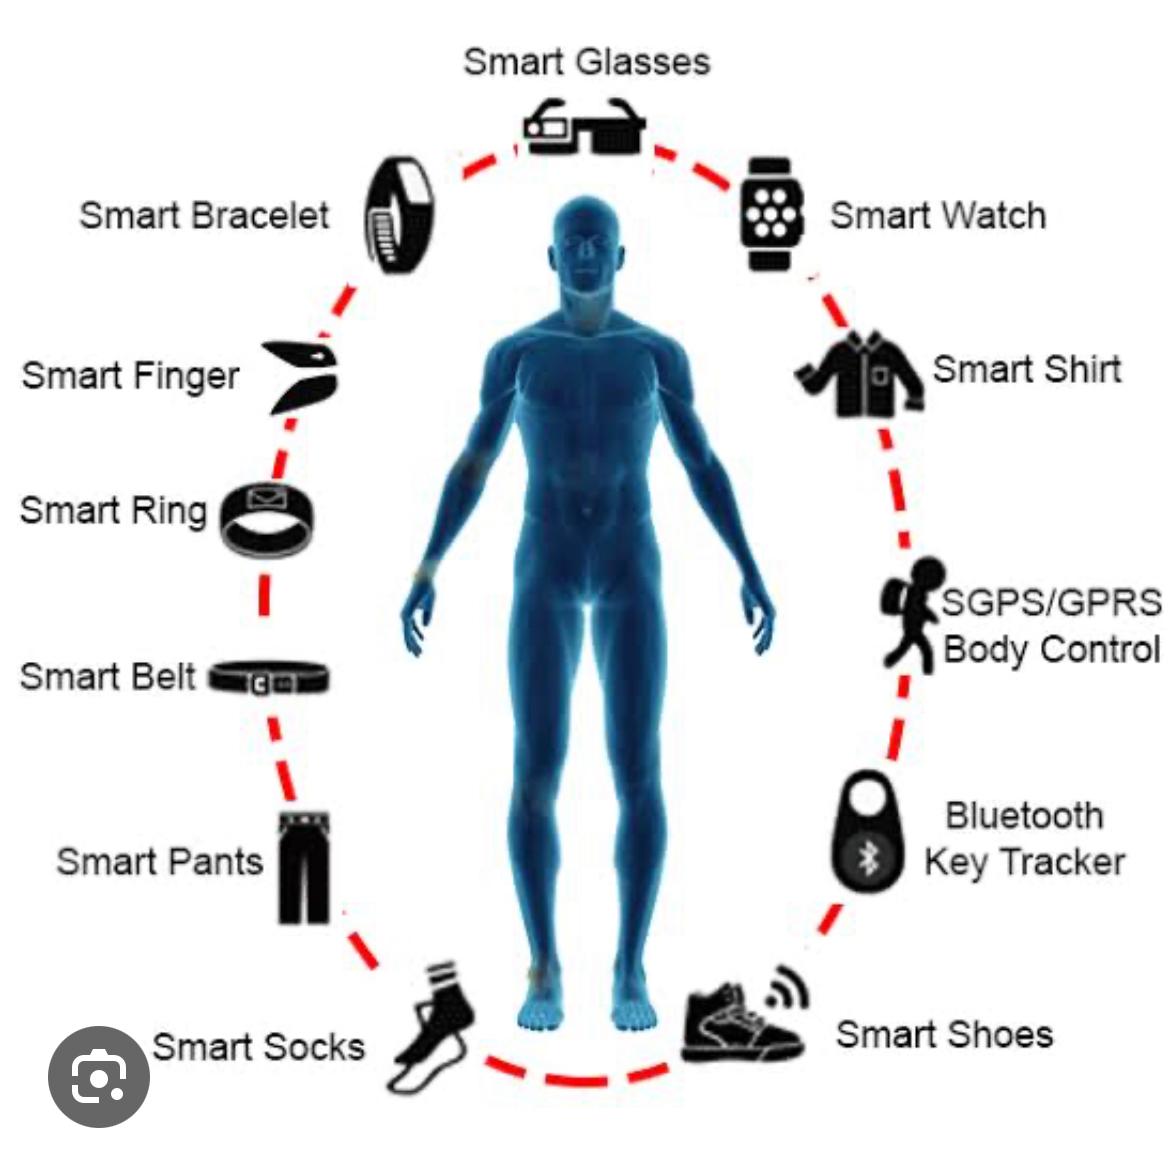 Smart Glasses
Smart Bracelet
Smart Watch
Smart Finger
Smart Shirt
Smart Ring
SGPS/GPRS
Body Control
Smart Belt
Bluetooth
Key Tracker
Smart Pants
Smart Socks
Smart Shoes